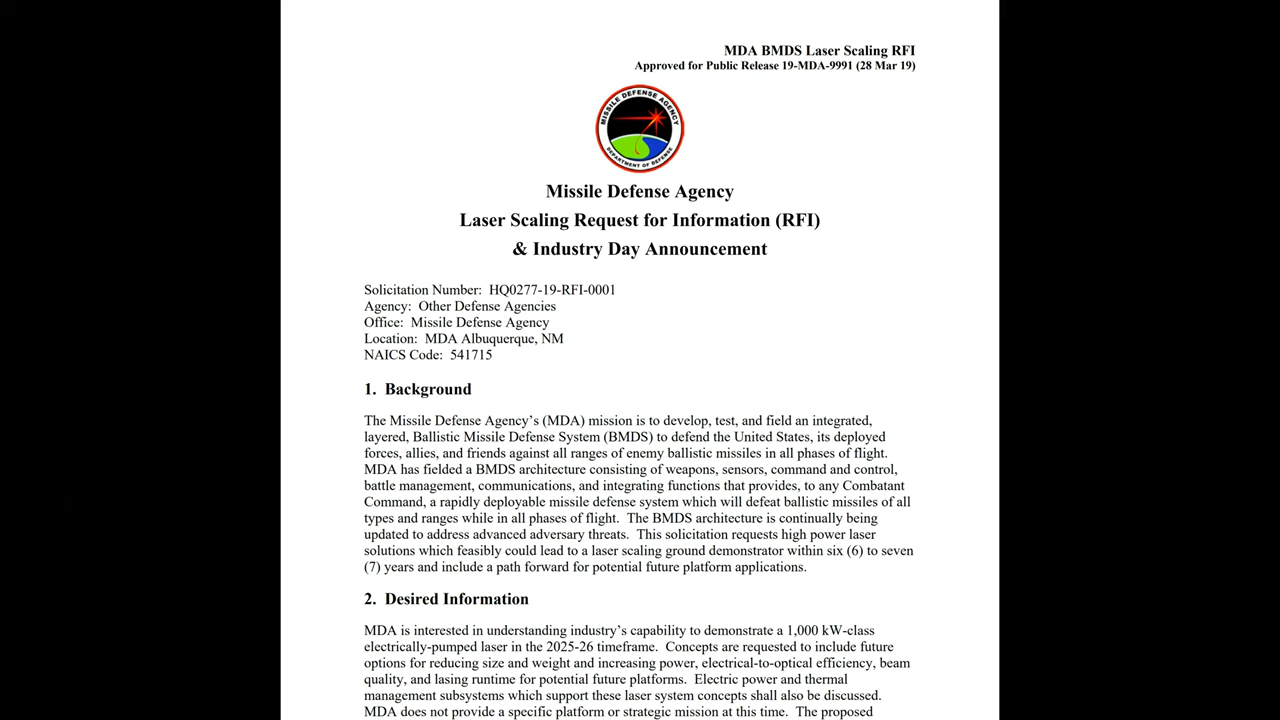 MDA BMDS Laser Scaling RFI
Approved for Public Release 19-MDA-9991 (28 Mar 19)
MISSILE DEFENSE AGENCY
DEPARTMENT OF DEFENSE
Missile Defense Agency
Laser Scaling Request for Information (RFI)
& Industry Day Announcement
Solicitation Number: HQ0277-19-RFI-0001
Agency: Other Defense Agencies
Office: Missile Defense Agency
Location: MDA Albuquerque, NM
NAICS Code: 541715
1. Background
The Missile Defense Agency’s (MDA) mission is to develop, test, and field an integrated,
layered, Ballistic Missile Defense System (BMDS) to defend the United States, its deployed
forces, allies, and friends against all ranges of enemy ballistic missiles in all phases of flight.
MDA has fielded a BMDS architecture consisting of weapons, sensors, command and control,
battle management, communications, and integrating functions that provides, to any Combatant
Command, a rapidly deployable missile defense system which will defeat ballistic missiles of all
types and ranges while in all phases of flight. The BMDS architecture is continually being
updated to address advanced adversary threats. This solicitation requests high power laser
solutions which feasibly could lead to a laser scaling ground demonstrator within six (6) to seven
(7) years and include a path forward for potential future platform applications.
2. Desired Information
MDA is interested in understanding industry’s capability to demonstrate a 1,000 kW-class
electrically-pumped laser in the 2025-26 timeframe. Concepts are requested to include future
options for reducing size and weight and increasing power, electrical-to-optical efficiency, beam
quality, and lasing runtime for potential future platforms. Electric power and thermal
management subsystems which support these laser system concepts shall also be discussed.
MDA does not provide a specific platform or strategic mission at this time. The proposed